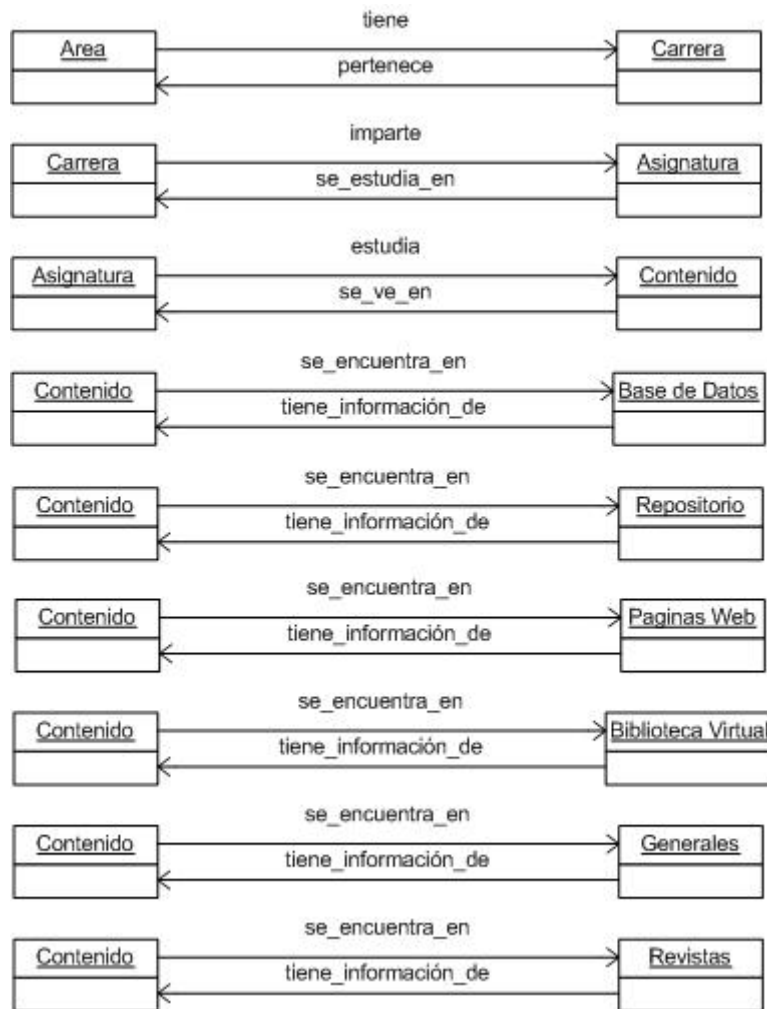 tiene
Area
Carrera
pertenece
imparte
Carrera
Asignatura
se_estudia_en
estudia
Asignatura
Contenido
se_ve_en
se_encuentra_en
Contenido
Base de Datos
tiene_información_de
se_encuentra_en
Contenido
Repositorio
tiene_información_de
se_encuentra_en
Contenido
Paginas Web
tiene_información_de
se_encuentra_en
Contenido
Biblioteca Virtual
tiene_información_de
se_encuentra_en
Contenido
Generales
tiene_información_de
se_encuentra_en
Contenido
Revistas
tiene_información_de